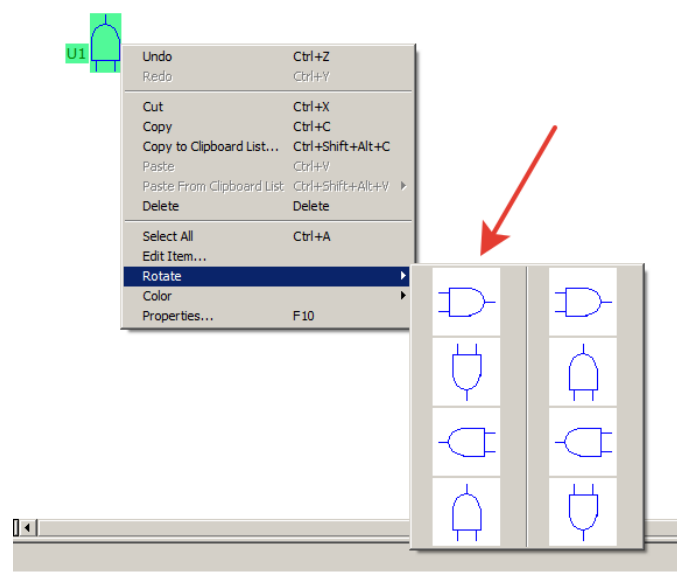 U1
Undo Ctrl+Z
Redo Ctrl+Y
Cut Ctrl+X
Copy Ctrl+C
Copy to Clipboard List... Ctrl+Shift+Alt+C
Paste Ctrl+V
Paste From Clipboard List Ctrl+Shift+Alt+V
Delete Delete
Select All Ctrl+A
Edit Item...
Rotate
Color
Properties... F10